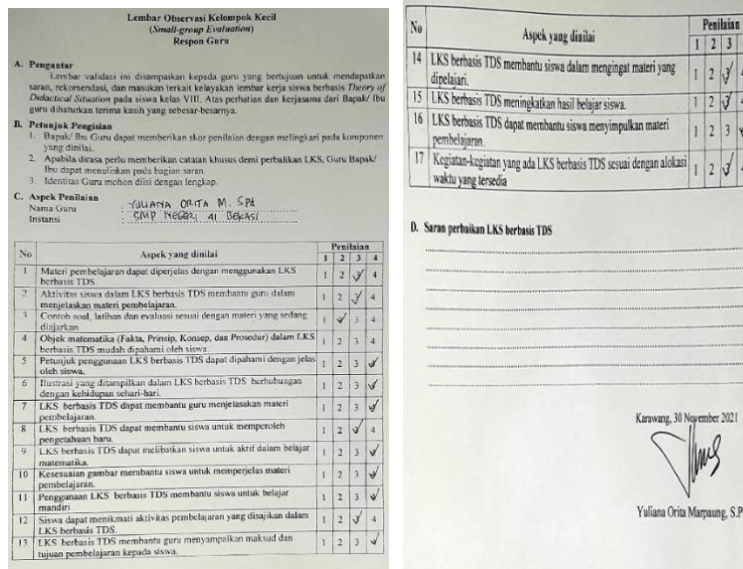 Lembar Observasi Kelompok Kecil
(Small-group Evaluation)
Respon Guru
A. Pengantar
Lembar validasi ini disampaikan kepada guru yang bertujuan untuk mendapatkan
saran, rekomendasi, dan masukan terkait kelayakan lembar kerja siswa berbasis Theory of
Didactical Situation pada siswa kelas VIII. Atas perhatian dan kerjasama dari Bapak/ Ibu
guru dihaturkan terima kasih yang sebesar-besarnya.
B. Petunjuk Pengisian
1. Bapak/ Ibu Guru dapat memberikan skor penilaian dengan melingkari pada komponen
yang dinilai.
2. Apabila dirasa perlu memberikan catatan khusus demi perbaikan LKS, Guru Bapak/
Ibu dapat menuliskan pada bagian saran.
3. Identitas Guru mohon diisi dengan lengkap.
C. Aspek Penilaian
Nama Guru : YULIANA ORITA M. SPd
Instansi : SMP NEGERI 41 BEKASI
No Aspek yang dinilai Penilaian
1 2 3 4
1 Materi pembelajaran dapat diperjelas dengan menggunakan LKS 1 2 3 4
berbasis TDS.
2 Aktivitas siswa dalam LKS berbasis TDS membantu guru dalam 1 2 3 4
menjelaskan materi pembelajaran.
3 Contoh soal, latihan dan evaluasi sesuai dengan materi yang sedang 1 2 3 4
diajarkan
4 Objek matematika (Fakta, Prinsip, Konsep, dan Prosedur) dalam LKS 1 2 3 4
berbasis TDS mudah dipahami oleh siswa.
5 Petunjuk penggunaan LKS berbasis TDS dapat dipahami dengan jelas 1 2 3 4
oleh siswa.
6 Ilustrasi yang ditampilkan dalam LKS berbasis TDS berhubungan 1 2 3 4
dengan kehidupan sehari-hari.
7 LKS berbasis TDS dapat membantu guru menjelasakan materi 1 2 3 4
pembelajaran.
8 LKS berbasis TDS dapat membantu siswa untuk memperoleh 1 2 3 4
pengetahuan baru.
9 LKS berbasis TDS dapat melibatkan siswa untuk aktif dalam belajar 1 2 3 4
matematika.
10 Kesesuaian gambar membantu siswa untuk memperjelas materi 1 2 3 4
pembelajaran.
11 Penggunaan LKS berbasis TDS membantu siswa untuk belajar 1 2 3 4
mandiri
12 Siswa dapat menikmati aktivitas pembelajaran yang disajikan dalam 1 2 3 4
LKS berbasis TDS.
13 LKS berbasis TDS membantu guru menyampaikan maksud dan 1 2 3 4
tujuan pembelajaran kepada siswa.
No Aspek yang dinilai Penilaian
1 2 3
14 LKS berbasis TDS membantu siswa dalam mengingat materi yang 1 2 3 4
dipelajari.
15 LKS berbasis TDS meningkatkan hasil belajar siswa. 1 2 3 4
16 LKS berbasis TDS dapat membantu siswa menyimpulkan materi 1 2 3
pembelajaran.
17 Kegiatan-kegiatan yang ada LKS berbasis TDS sesuai dengan alokasi 1 2 3 4
waktu yang tersedia
D. Saran perbaikan LKS berbasis TDS
Karawang, 30 November 2021
Yuliana Orita Marpaung, S.P